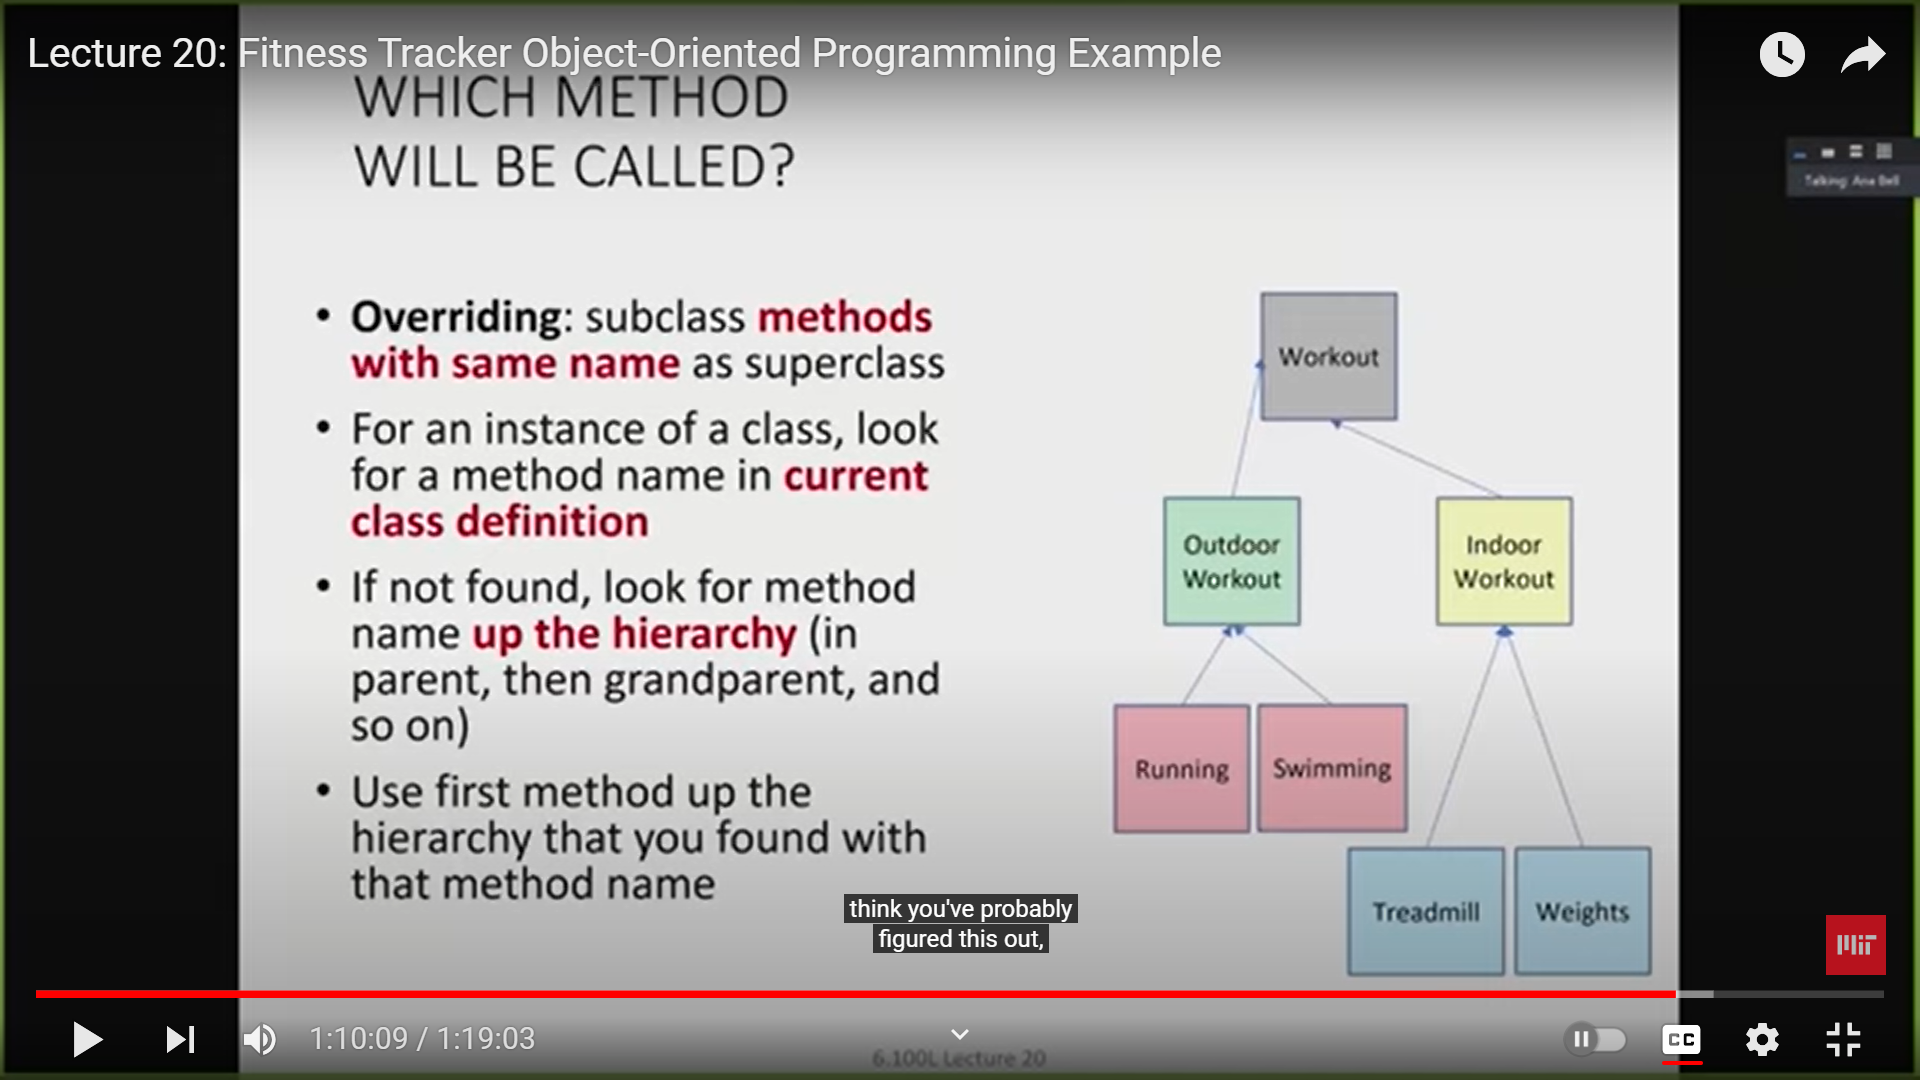 Lecture 20: Fitness Tracker Object-Oriented Programming Example
WHICH METHOD
WILL BE CALLED?
Talking: Ana Bell
• Overriding: subclass methods
with same name as superclass
• For an instance of a class, look
for a method name in current
class definition
• If not found, look for method
name up the hierarchy (in
parent, then grandparent, and
so on)
• Use first method up the
hierarchy that you found with
that method name
Workout
Outdoor
Workout
Indoor
Workout
Running
Swimming
Treadmill
Weights
think you've probably
figured this out,
MIT
1:10:09 / 1:19:03
CC
6.100L Lecture 20